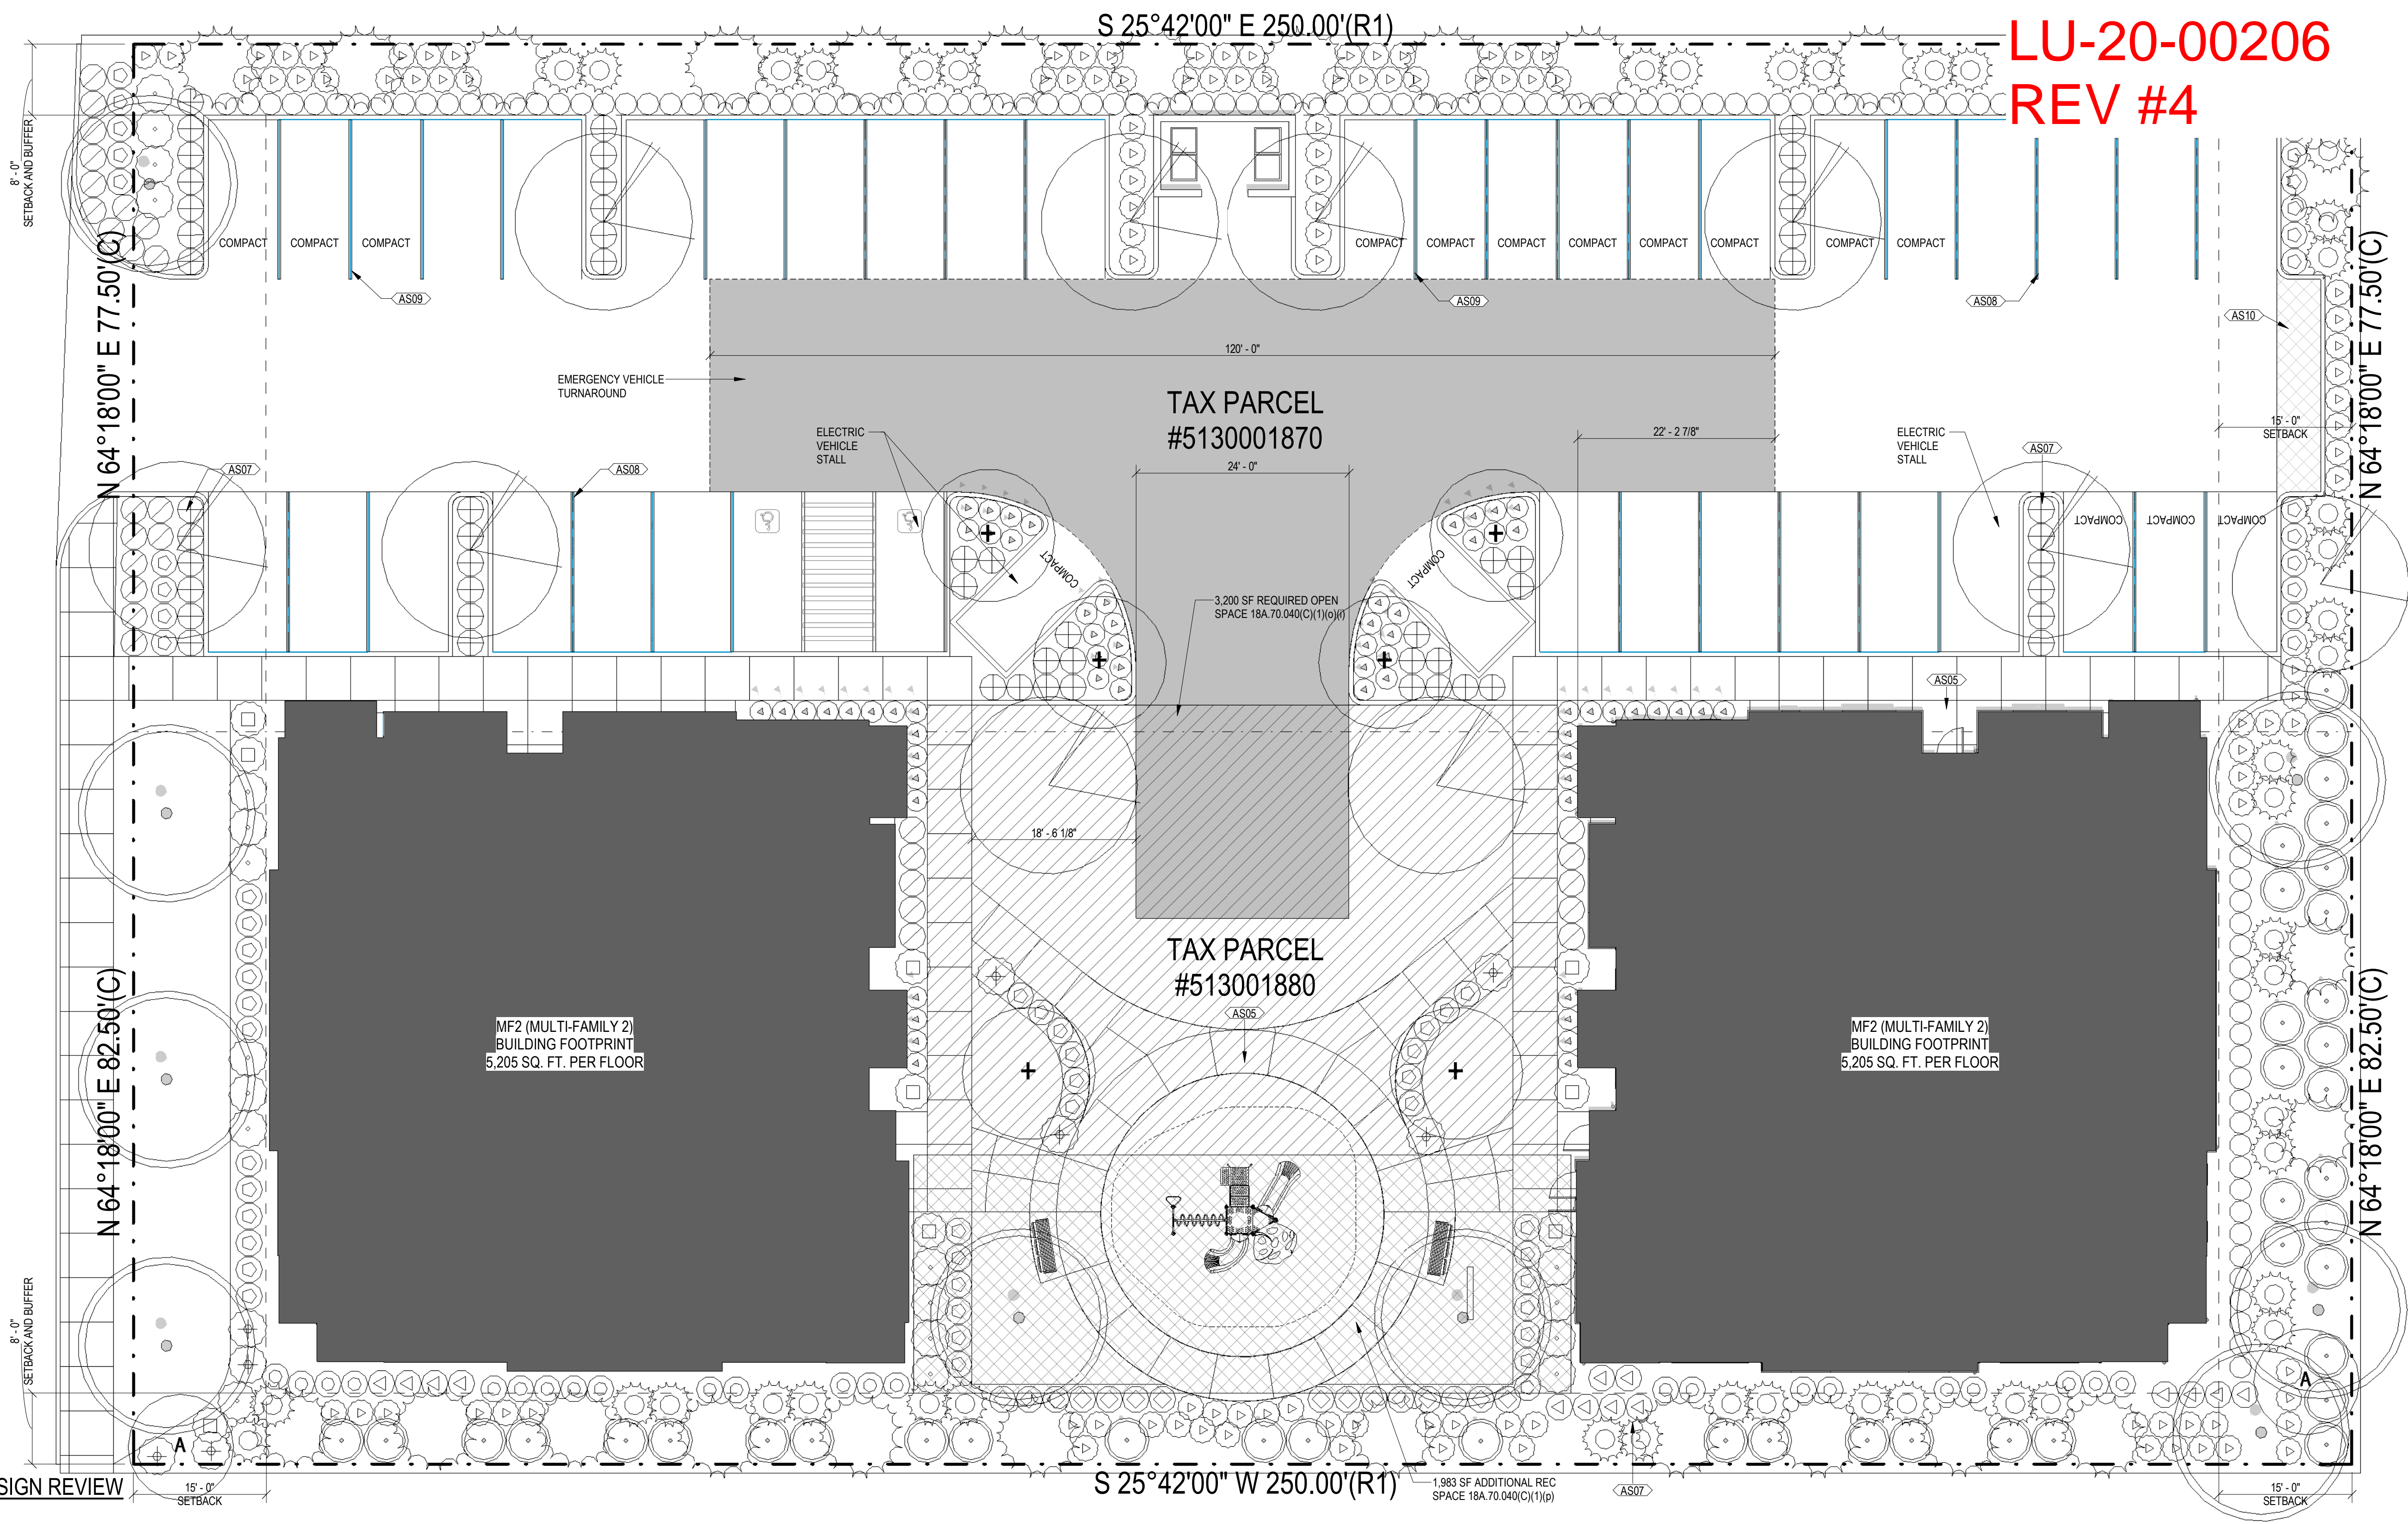 S 25°42'00" E 250.00'(R1)
LU-20-00206
REV #4
8' - 0"
SETBACK AND BUFFER
N 64°18'00" E 77.50'(C)
COMPACT
COMPACT
COMPACT
COMPACT
COMPACT
COMPACT
COMPACT
COMPACT
COMPACT
COMPACT
COMPACT
AS09
AS09
AS08
AS10
N 64°18'00" E 77.50'(C)
120' - 0"
EMERGENCY VEHICLE
TURNAROUND
TAX PARCEL
#5130001870
ELECTRIC
VEHICLE
STALL
22' - 2 7/8"
ELECTRIC
VEHICLE
STALL
15' - 0"
SETBACK
AS07
AS08
24' - 0"
AS07
COMPACT
COMPACT
COMPACT
COMPACT
COMPACT
3,200 SF REQUIRED OPEN
SPACE 18A.70.040(C)(1)(o)(i)
AS05
18' - 6 1/8"
TAX PARCEL
#513001880
AS05
N 64°18'00" E 82.50'(C)
MF2 (MULTI-FAMILY 2)
BUILDING FOOTPRINT
5,205 SQ. FT. PER FLOOR
MF2 (MULTI-FAMILY 2)
BUILDING FOOTPRINT
5,205 SQ. FT. PER FLOOR
N 64°18'00" E 82.50'(C)
8' - 0"
SETBACK AND BUFFER
A
A
SIGN REVIEW
15' - 0"
SETBACK
S 25°42'00" W 250.00'(R1)
1,983 SF ADDITIONAL REC
SPACE 18A.70.040(C)(1)(p)
AS07
15' - 0"
SETBACK